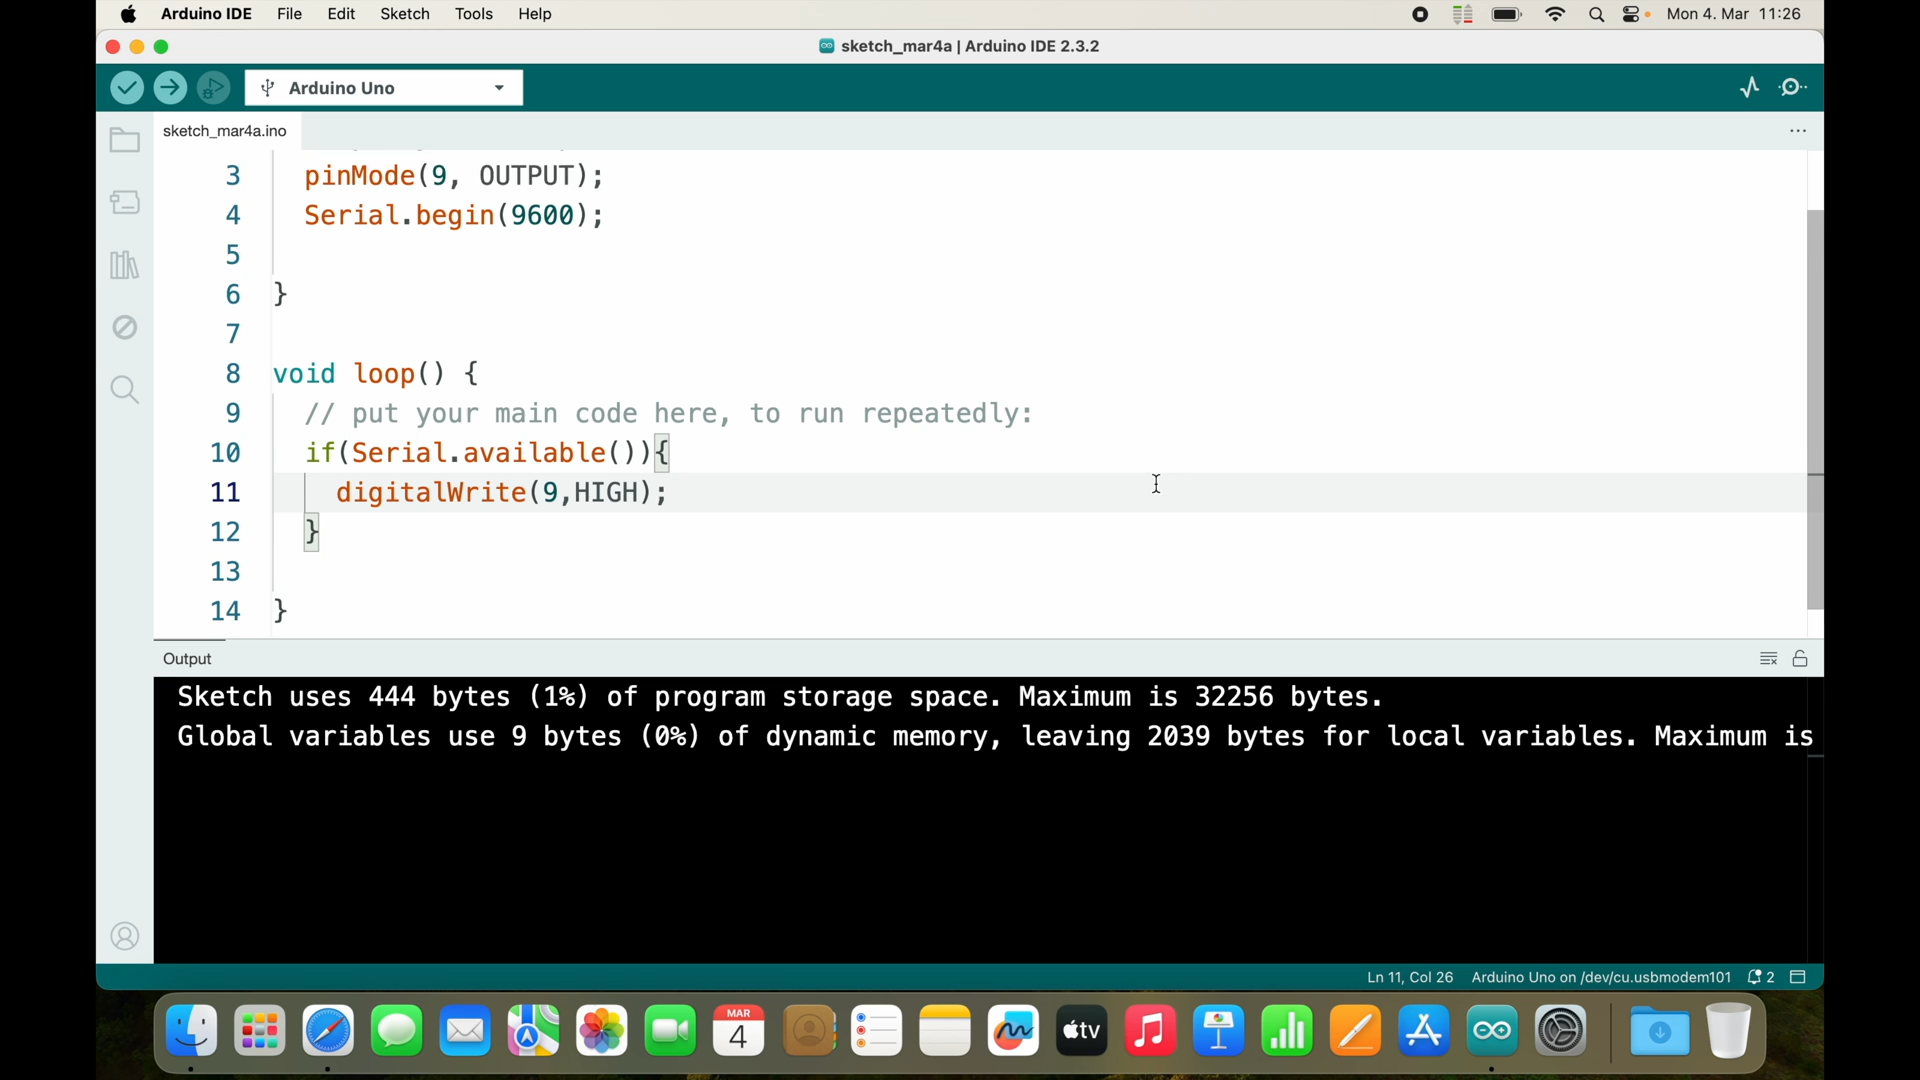 Arduino IDE File Edit Sketch Tools Help Mon 4. Mar 11:26
sketch_mar4a | Arduino IDE 2.3.2
Arduino Uno
sketch_mar4a.ino
3 pinMode(9, OUTPUT);
4 Serial.begin(9600);
5
6 }
7
8 void loop() {
9 // put your main code here, to run repeatedly:
10 if(Serial.available()){
11 digitalWrite(9,HIGH);
12 }
13
14 }
Output
Sketch uses 444 bytes (1%) of program storage space. Maximum is 32256 bytes.
Global variables use 9 bytes (0%) of dynamic memory, leaving 2039 bytes for local variables. Maximum is
Ln 11, Col 26 Arduino Uno on /dev/cu.usbmodem101 2
MAR
4
tv